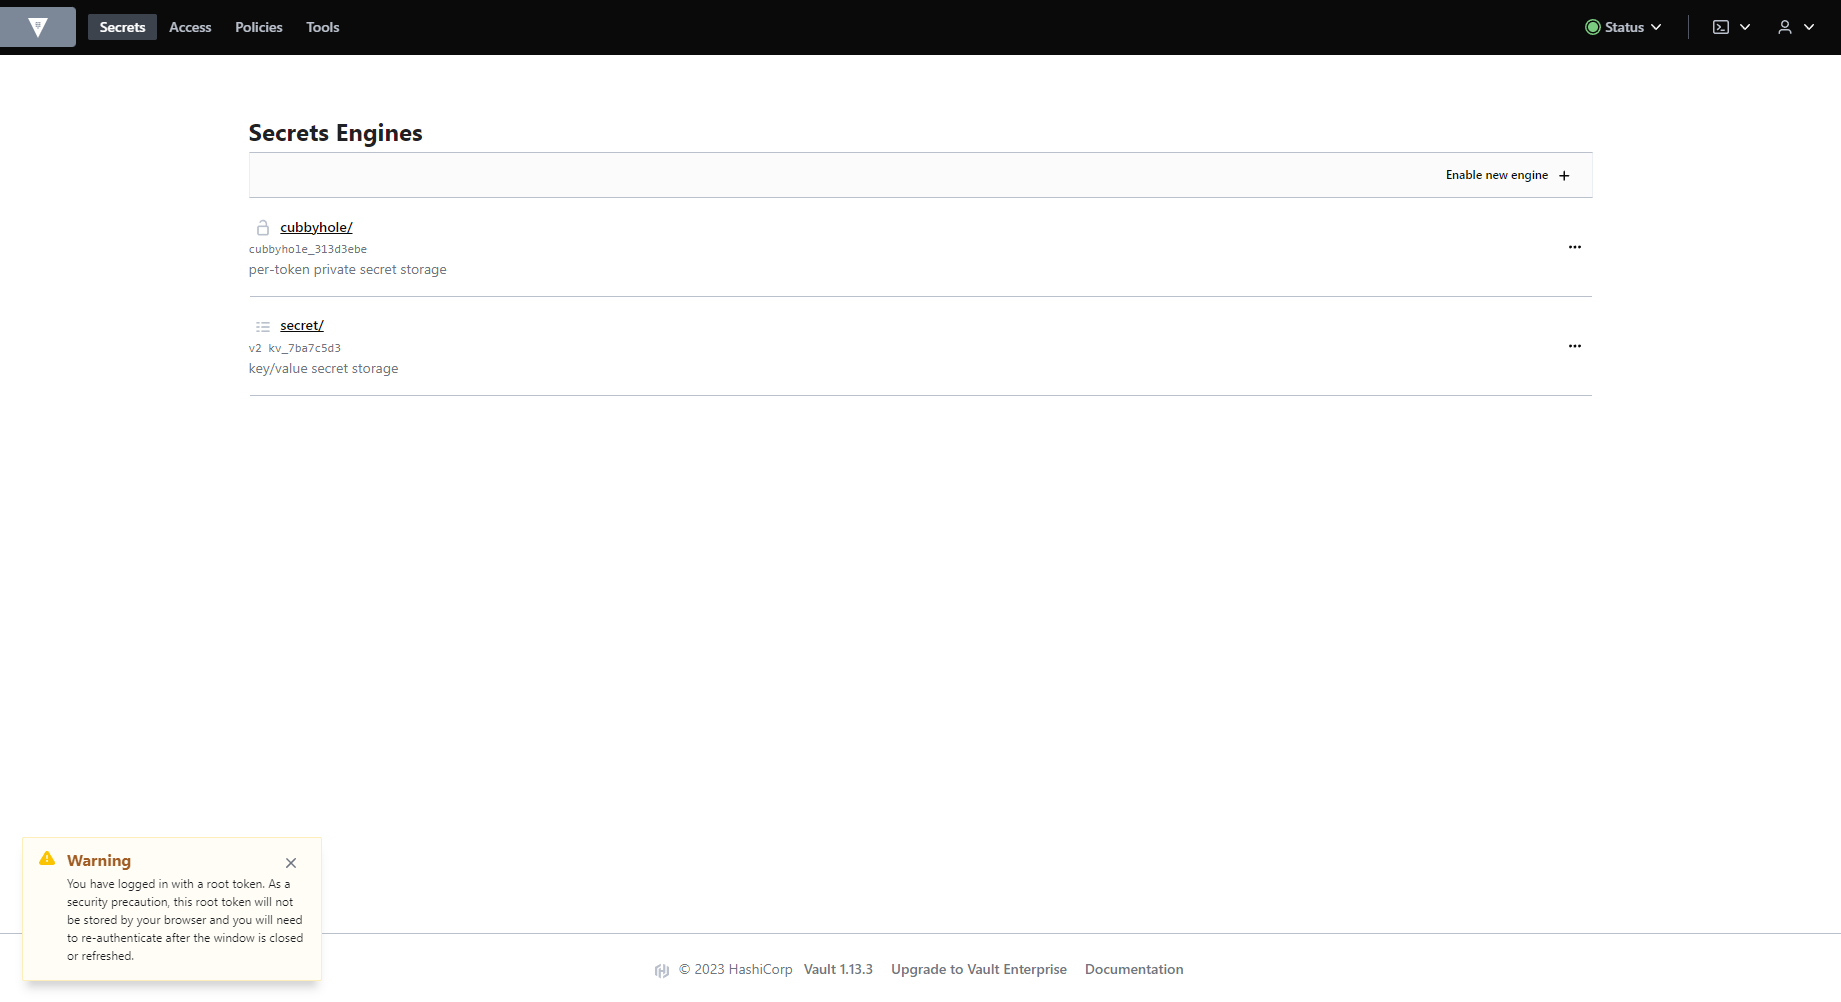 Secrets
Access
Policies
Tools
Status
Secrets Engines
Enable new engine
cubbyhole/
cubbyhole_313d3ebe
per-token private secret storage
secret/
v2 kv_7ba7c5d3
key/value secret storage
Warning
You have logged in with a root token. As a
security precaution, this root token will not
be stored by your browser and you will need
to re-authenticate after the window is closed
or refreshed.
© 2023 HashiCorp Vault 1.13.3 Upgrade to Vault Enterprise Documentation